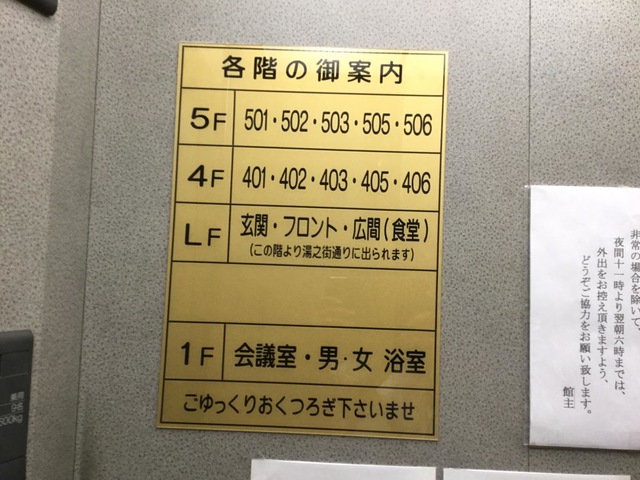 各階の御案内
5F 501・502・503・505・506
4F 401・402・403・405・406
LF 玄関・フロント・広間(食堂)
(この階より湯之街通りに出られます)
1F 会議室・男・女 浴室
ごゆっくりおくつろぎ下さいませ
非常の場合を除いて、
夜間十一時より翌朝六時までは、
外出をお控え頂きますよう、
どうぞご協力をお願い致します。
館主
乗用
9名
600kg